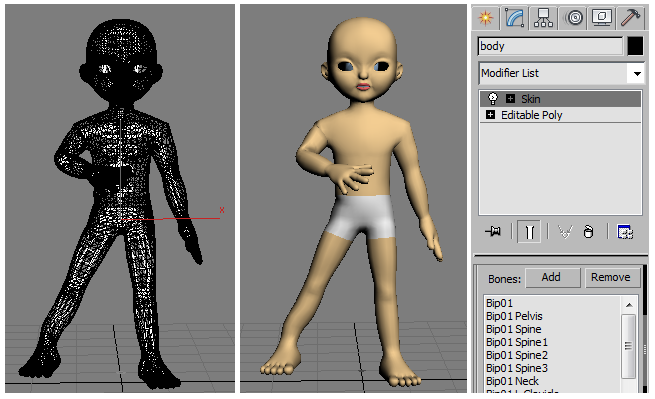 x
body
Modifier List
Skin
Editable Poly
Bones: Add Remove
Bip01
Bip01 Pelvis
Bip01 Spine
Bip01 Spine1
Bip01 Spine2
Bip01 Spine3
Bip01 Neck